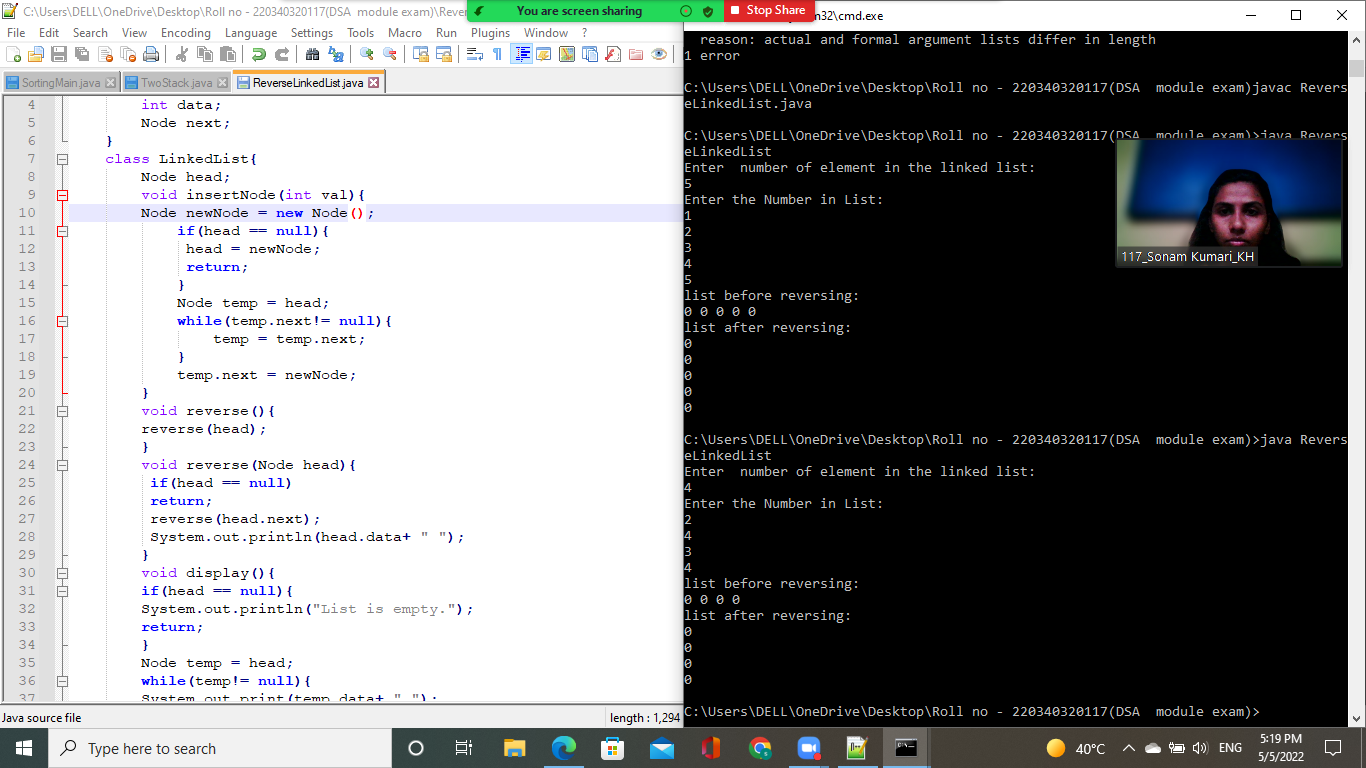 C:\Users\DELL\OneDrive\Desktop\Roll no - 220340320117(DSA  module exam)\Rever
You are screen sharing
Stop Share
m32\cmd.exe
File Edit Search View Encoding Language Settings Tools Macro Run Plugins Window ?
SortingMain.java
TwoStack.java
ReverseLinkedList.java
4 int data;
5 Node next;
6 }
7 class LinkedList{
8 Node head;
9 void insertNode(int val){
10 Node newNode = new Node();
11 if(head == null){
12 head = newNode;
13 return;
14 }
15 Node temp = head;
16 while(temp.next!= null){
17 temp = temp.next;
18 }
19 temp.next = newNode;
20 }
21 void reverse(){
22 reverse(head);
23 }
24 void reverse(Node head){
25 if(head == null)
26 return;
27 reverse(head.next);
28 System.out.println(head.data+ " ");
29 }
30 void display(){
31 if(head == null){
32 System.out.println("List is empty.");
33 return;
34 }
35 Node temp = head;
36 while(temp!= null){
37 System.out.print(temp.data+ " ");
Java source file
length : 1,294
reason: actual and formal argument lists differ in length
1 error
C:\Users\DELL\OneDrive\Desktop\Roll no - 220340320117(DSA  module exam)javac Revers
eLinkedList.java
C:\Users\DELL\OneDrive\Desktop\Roll no - 220340320117(DSA  module exam)>java Revers
eLinkedList
Enter  number of element in the linked list:
5
Enter the Number in List:
1
2
3
4
5
list before reversing:
0 0 0 0 0
list after reversing:
0
0
0
0
0
C:\Users\DELL\OneDrive\Desktop\Roll no - 220340320117(DSA  module exam)>java Revers
eLinkedList
Enter  number of element in the linked list:
4
Enter the Number in List:
2
4
3
4
list before reversing:
0 0 0 0
list after reversing:
0
0
0
0
C:\Users\DELL\OneDrive\Desktop\Roll no - 220340320117(DSA  module exam)>
117_Sonam Kumari_KH
Type here to search
40°C
ENG
5:19 PM
5/5/2022